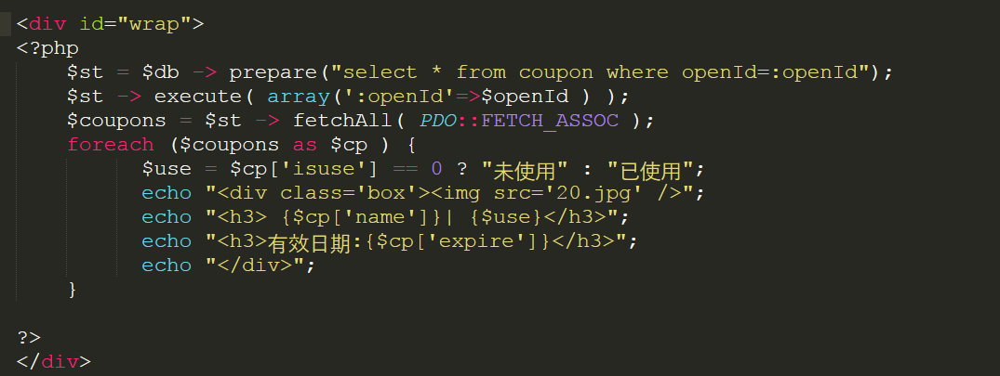 <div id="wrap">
<?php
    $st = $db -> prepare("select * from coupon where openId=:openId");
    $st -> execute( array(':openId'=>$openId ) );
    $coupons = $st -> fetchAll( PDO::FETCH_ASSOC );
    foreach ($coupons as $cp ) {
          $use = $cp['isuse'] == 0 ? "未使用" : "已使用";
          echo "<div class='box'><img src='20.jpg' />";
          echo "<h3> {$cp['name']}| {$use}</h3>";
          echo "<h3>有效日期:{$cp['expire']}</h3>";
          echo "</div>";
    }
?>
</div>